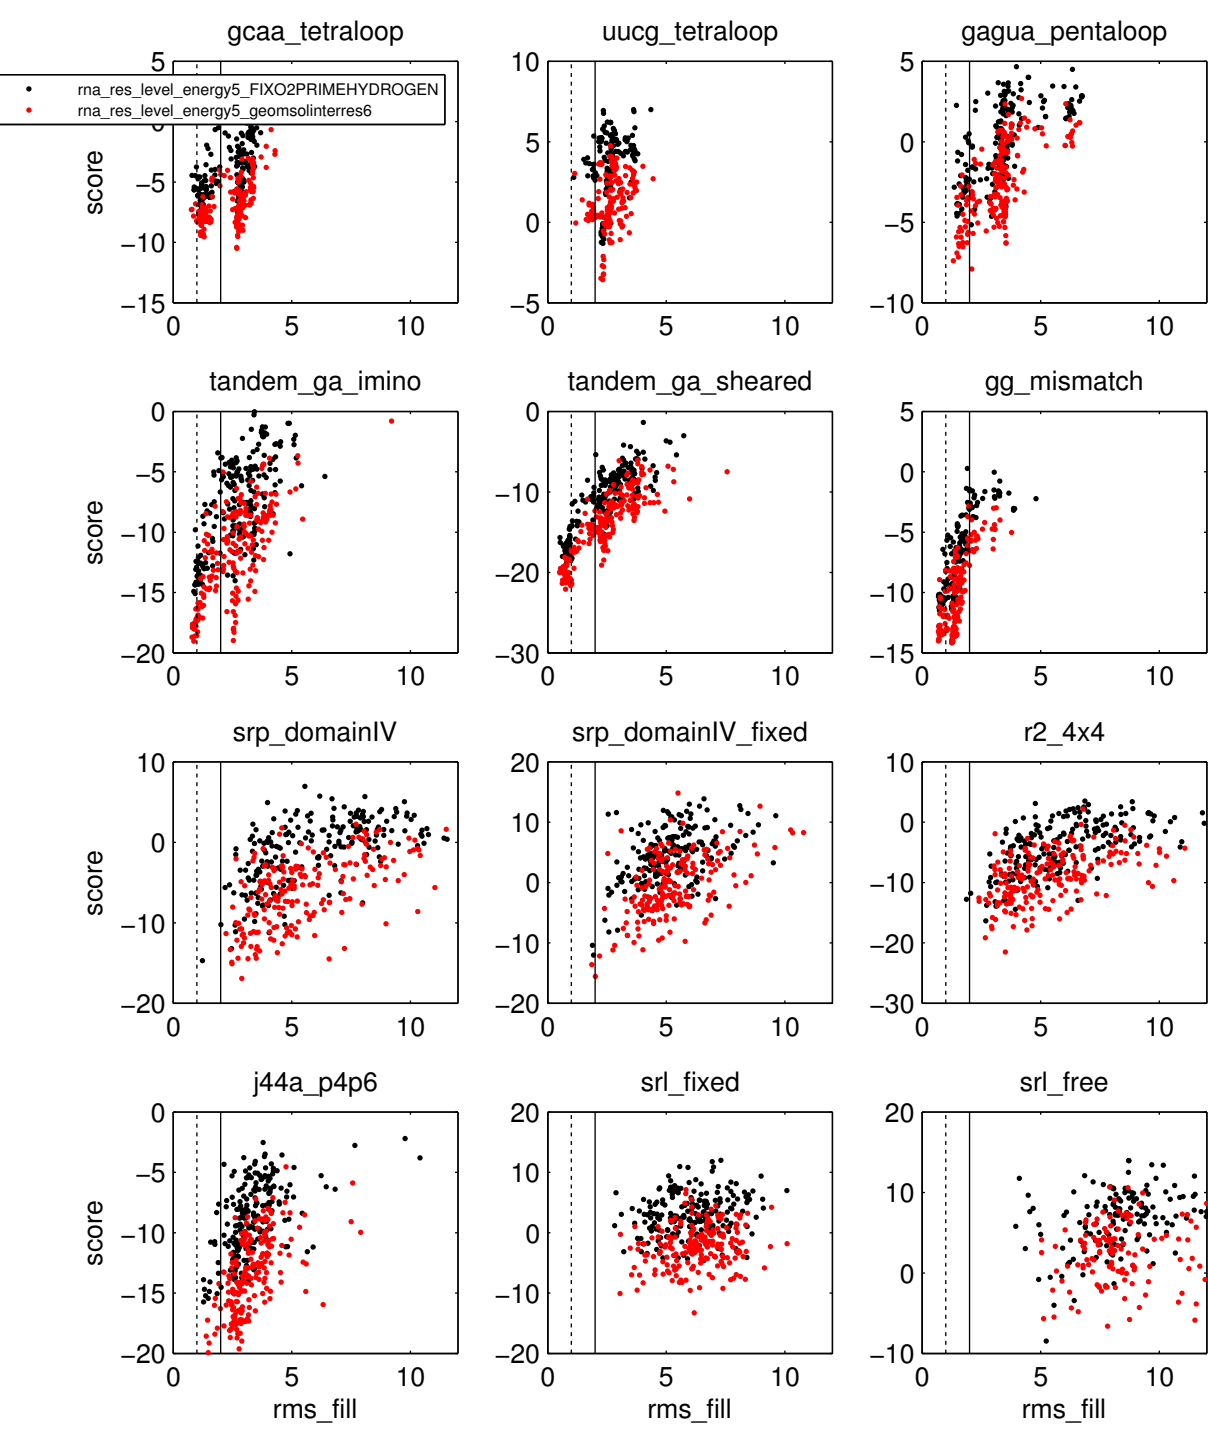 gcaa_tetraloop uucg_tetraloop gagua_pentaloop
rna_res_level_energy5_FIXO2PRIMEHYDROGEN
rna_res_level_energy5_geomsolinterres6
score
5
0
−5
−10
−15
0 5 10
10
5
0
−5
0 5 10
5
0
−5
−10
0 5 10
tandem_ga_imino tandem_ga_sheared gg_mismatch
score
0
−5
−10
−15
−20
0 5 10
0
−10
−20
−30
0 5 10
5
0
−5
−10
−15
0 5 10
srp_domainIV srp_domainIV_fixed r2_4x4
score
10
0
−10
−20
0 5 10
20
10
0
−10
−20
0 5 10
10
0
−10
−20
−30
0 5 10
j44a_p4p6 srl_fixed srl_free
score
0
−5
−10
−15
−20
0 5 10
20
10
0
−10
−20
0 5 10
20
10
0
−10
0 5 10
rms_fill rms_fill rms_fill